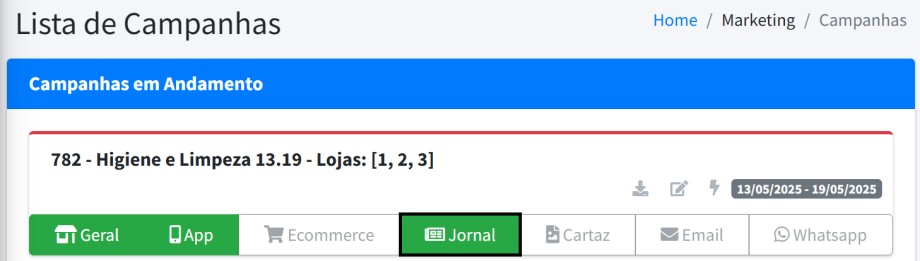 Lista de Campanhas
Home / Marketing / Campanhas
Campanhas em Andamento
782 - Higiene e Limpeza 13.19 - Lojas: [1, 2, 3]
13/05/2025 - 19/05/2025
Geral App Ecommerce Jornal Cartaz Email Whatsapp